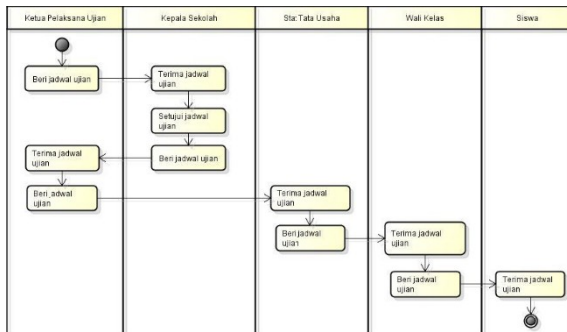 Ketua Pelaksana Ujian
Kepala Sekolah
Sta:Tata Usaha
Wali Kelas
Siswa
Beri jadwal ujian
Terima jadwal
ujian
Setujui jadwal
ujian
Beri jadwal ujian
Terima jadwal
ujian
Beri jadwal
ujian
Terima jadwal
ujian
Beri jadwal
ujian
Terima jadwal
ujian
Beri jadwal
ujian
Terima jadwal
ujian